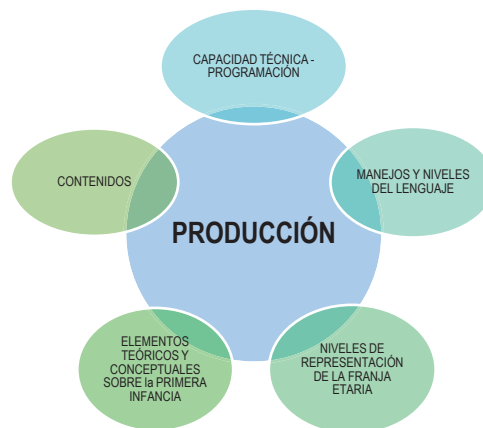 CAPACIDAD TÉCNICA -
PROGRAMACIÓN
CONTENIDOS
MANEJOS Y NIVELES
DEL LENGUAJE
PRODUCCIÓN
ELEMENTOS
TEÓRICOS Y
CONCEPTUALES
SOBRE la PRIMERA
INFANCIA
NIVELES DE
REPRESENTACIÓN
DE LA FRANJA
ETARIA